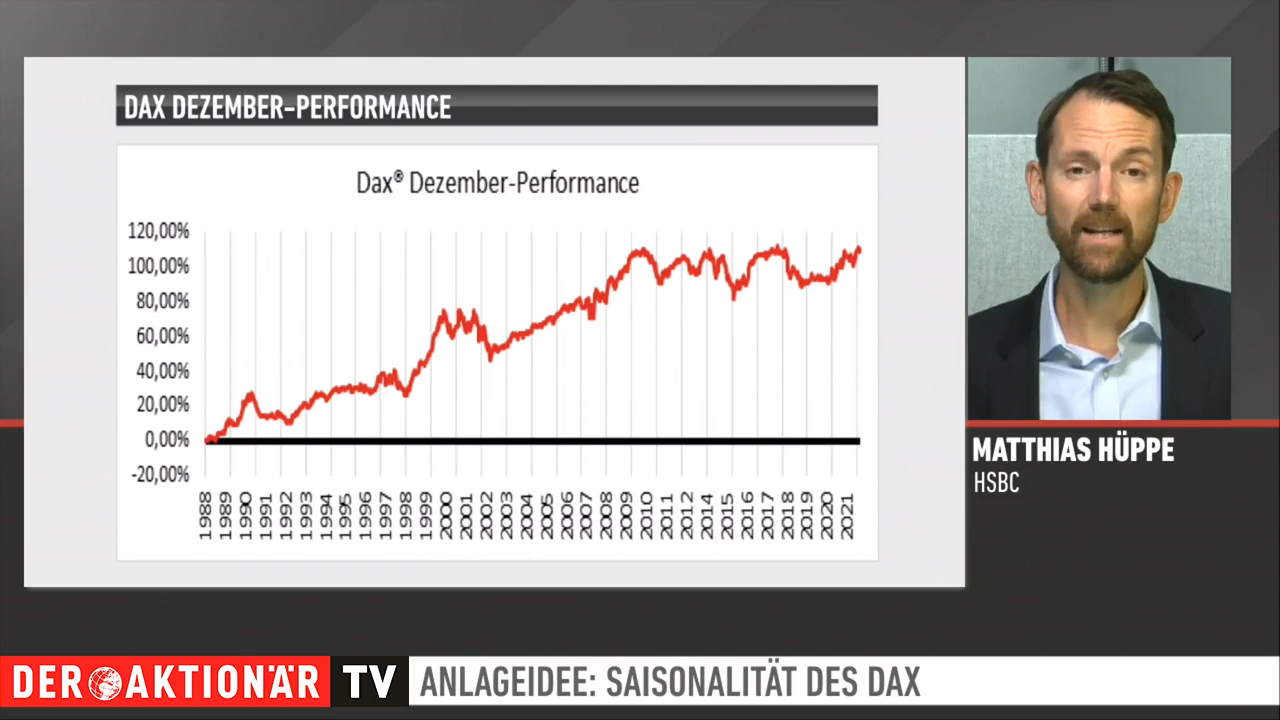 DAX DEZEMBER-PERFORMANCE
Dax® Dezember-Performance
120,00%
100,00%
80,00%
60,00%
40,00%
20,00%
0,00%
-20,00%
1988 1989 1990 1991 1992 1993 1994 1995 1996 1997 1998 1999 2000 2001 2002 2003 2004 2005 2006 2007 2008 2009 2010 2011 2012 2014 2015 2016 2017 2018 2019 2020 2021
MATTHIAS HÜPPE
HSBC
DER AKTIONÄR TV
ANLAGEIDEE: SAISONALITÄT DES DAX